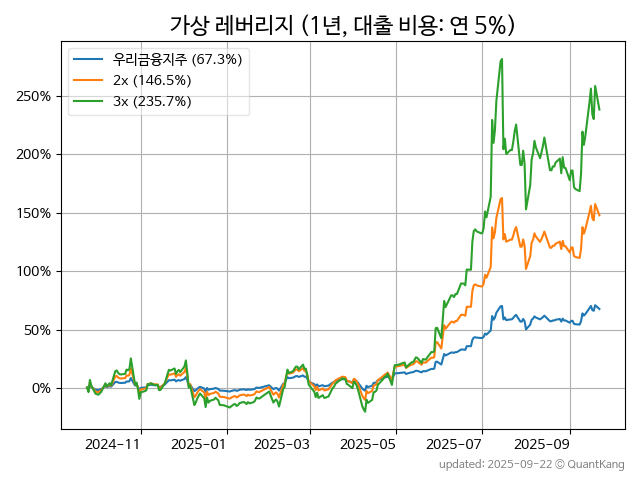 가상 레버리지 (1년, 대출 비용: 연 5%)
우리금융지주 (67.3%)
2x (146.5%)
3x (235.7%)
250%
200%
150%
100%
50%
0%
2024-11 2025-01 2025-03 2025-05 2025-07 2025-09
updated: 2025-09-22 © QuantKang